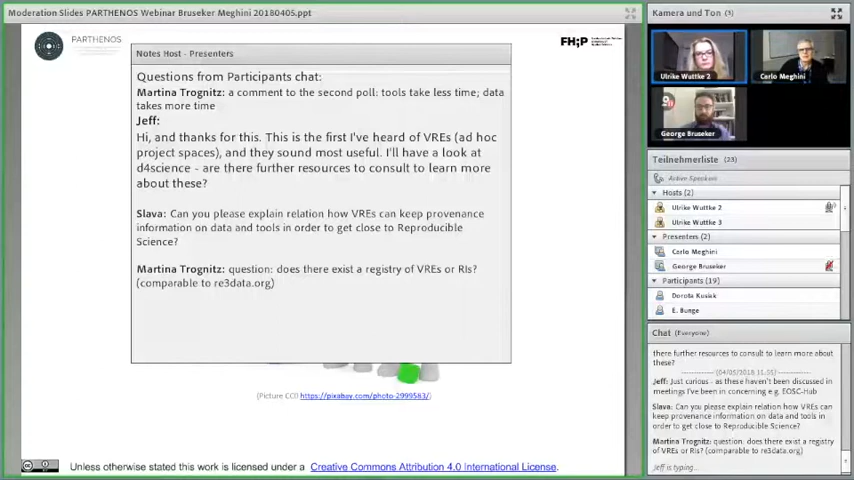 Moderation Slides PARTHENOS Webinar Bruseker Meghini 20180405.ppt
PARTHENOS
FH;P
Notes Host - Presenters
Questions from Participants chat:
Martina Trognitz: a comment to the second poll: tools take less time; data
takes more time
Jeff:
Hi, and thanks for this. This is the first I've heard of VREs (ad hoc
project spaces), and they sound most useful. I'll have a look at
d4science - are there further resources to consult to learn more
about these?
Slava: Can you please explain relation how VREs can keep provenance
information on data and tools in order to get close to Reproducible
Science?
Martina Trognitz: question: does there exist a registry of VREs or RIs?
(comparable to re3data.org)
(Picture CC0 https://pixabay.com/photo-2999583/)
Unless otherwise stated this work is licensed under a Creative Commons Attribution 4.0 International License.
Kamera und Ton (3)
Ulrike Wuttke 2
Carlo Meghini
George Bruseker
Teilnehmerliste (23)
Active Speakers
Hosts (2)
Ulrike Wuttke 2
Ulrike Wuttke 3
Presenters (2)
Carlo Meghini
George Bruseker
Participants (19)
Dorota Kusiak
E. Bunge
Chat (Everyone)
there further resources to consult to learn more about
these?
(04/05/2018 11:55)
Jeff: Just curious - as these haven't been discussed in
meetings I've been in concerning e.g. EOSC-Hub
Slava: Can you please explain relation how VREs can
keep provenance information on data and tools in
order to get close to Reproducible Science?
Martina Trognitz: question: does there exist a registry
of VREs or RIs? (comparable to re3data.org)
Jeff is typing...